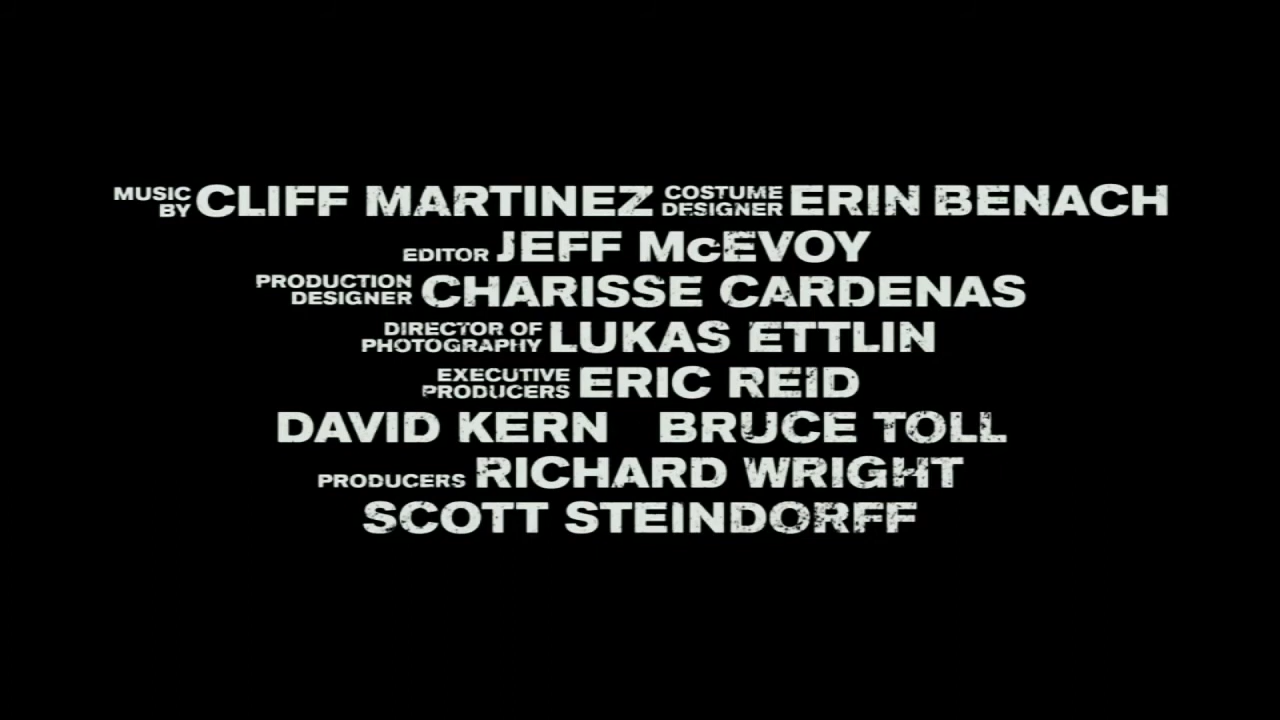 MUSIC BY CLIFF MARTINEZ COSTUME DESIGNER ERIN BENACH
EDITOR JEFF McEVOY
PRODUCTION DESIGNER CHARISSE CARDENAS
DIRECTOR OF PHOTOGRAPHY LUKAS ETTLIN
EXECUTIVE PRODUCERS ERIC REID
DAVID KERN BRUCE TOLL
PRODUCERS RICHARD WRIGHT
SCOTT STEINDORFF